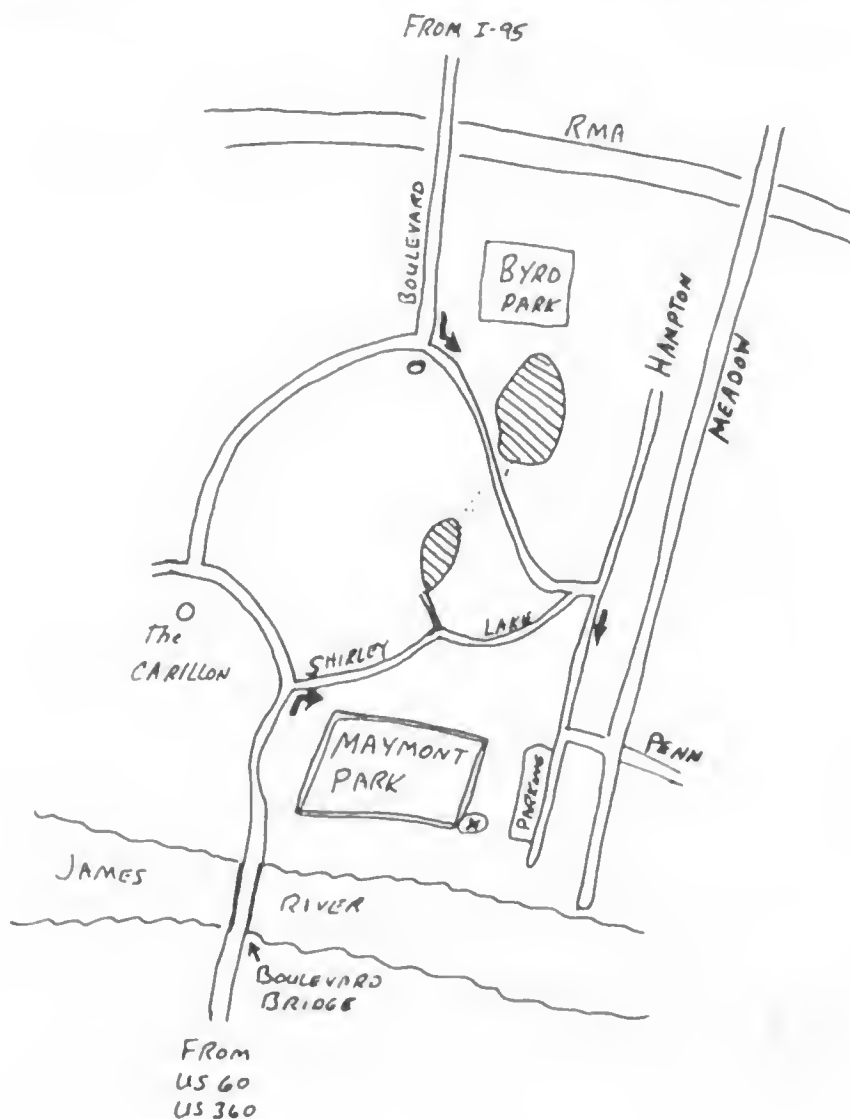 FROM I-95
RMA
BOULEVARD
BYRD
PARK
HAMPTON
MEADOW
The
CARILLON
SHIRLEY
LAKE
MAYMONT
PARK
PARKING
PENN
JAMES
RIVER
BOULEVARD
BRIDGE
FROM
US 60
US 360